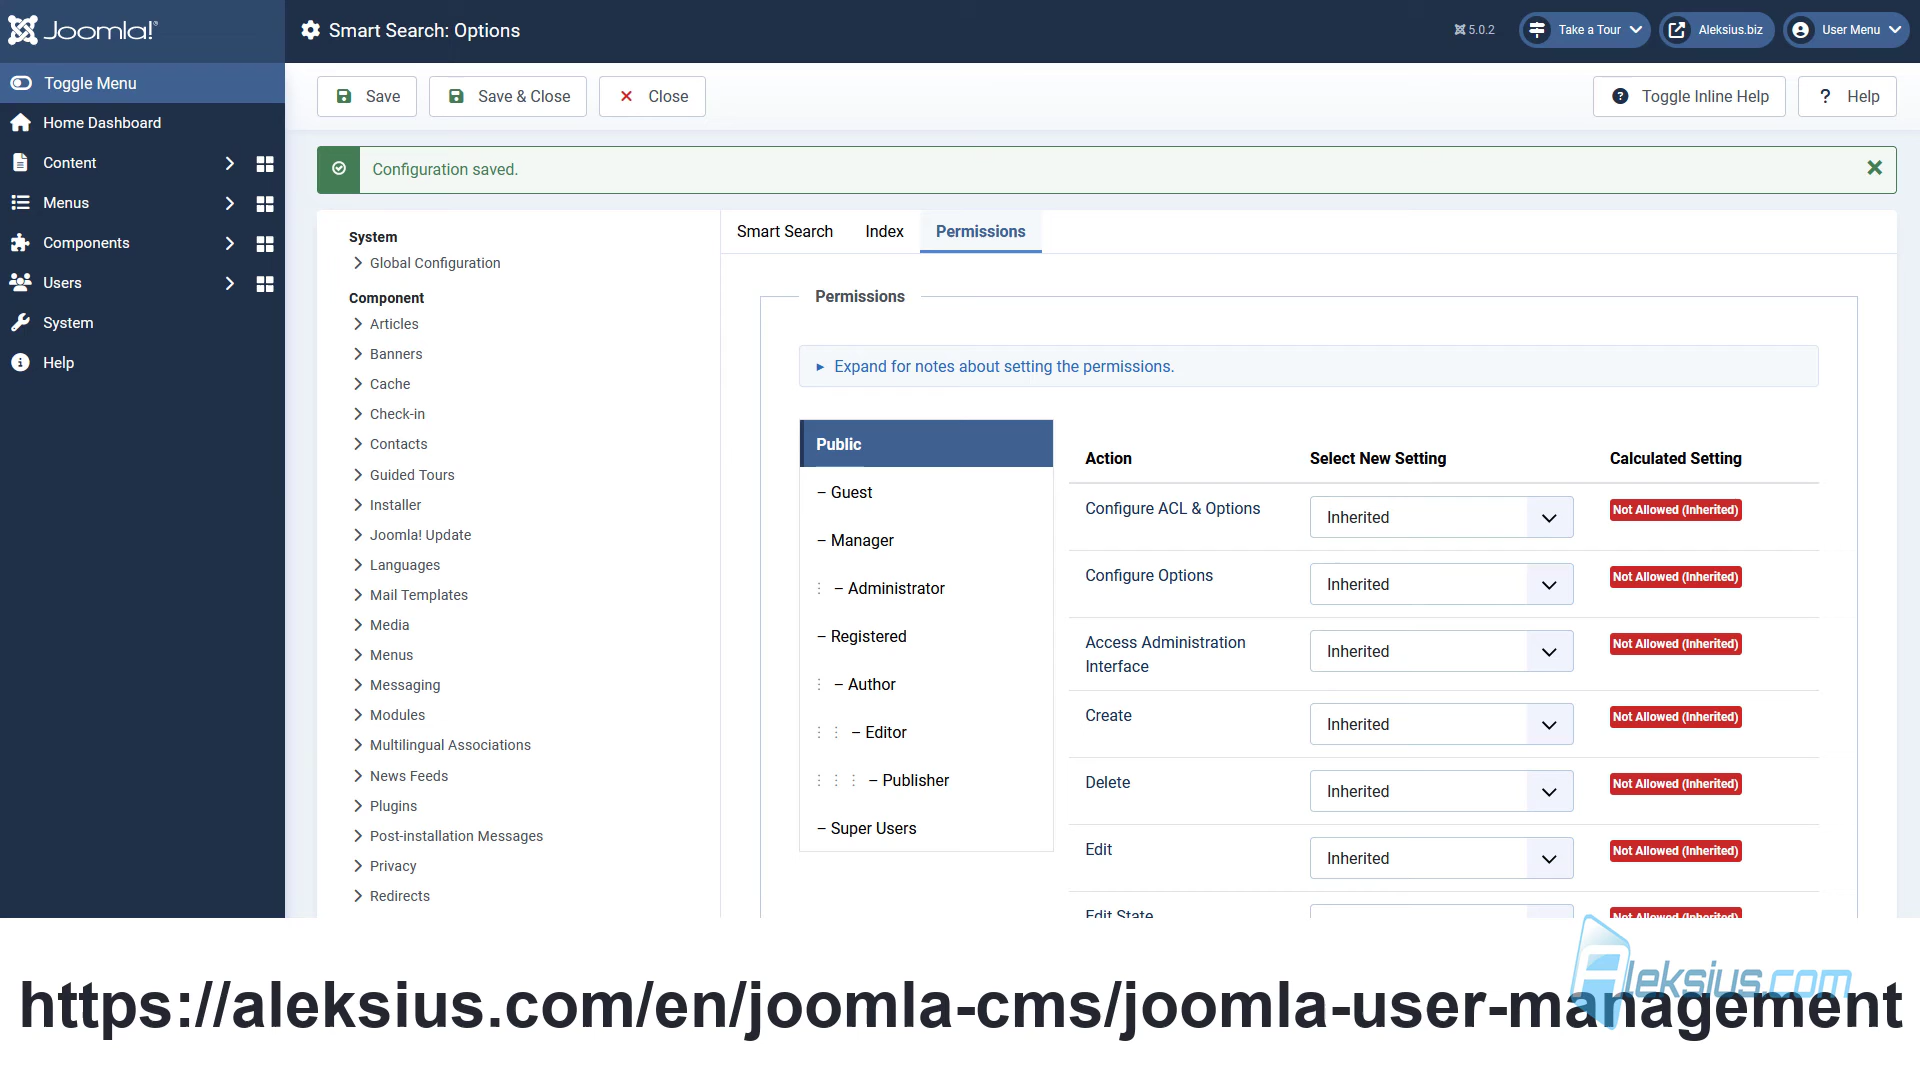 Joomla!
Smart Search: Options
5.0.2
Take a Tour
Aleksius.biz
User Menu
Toggle Menu
Home Dashboard
Content
Menus
Components
Users
System
Help
Save
Save & Close
Close
Toggle Inline Help
? Help
Configuration saved.
System
Global Configuration
Component
Articles
Banners
Cache
Check-in
Contacts
Guided Tours
Installer
Joomla! Update
Languages
Mail Templates
Media
Menus
Messaging
Modules
Multilingual Associations
News Feeds
Plugins
Post-installation Messages
Privacy
Redirects
Smart Search
Index
Permissions
Permissions
Expand for notes about setting the permissions.
Public
– Guest
– Manager
– Administrator
– Registered
– Author
– Editor
– Publisher
– Super Users
Action Select New Setting Calculated Setting
Configure ACL & Options Inherited Not Allowed (Inherited)
Configure Options Inherited Not Allowed (Inherited)
Access Administration
Interface
Inherited Not Allowed (Inherited)
Create Inherited Not Allowed (Inherited)
Delete Inherited Not Allowed (Inherited)
Edit Inherited Not Allowed (Inherited)
Edit State Not Allowed (Inherited)
Aleksius.com
https://aleksius.com/en/joomla-cms/joomla-user-management